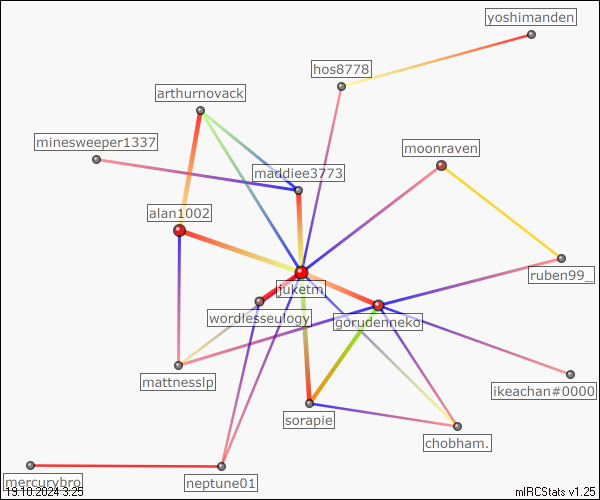 yoshimanden
hos8778
arthurnovack
minesweeper1337
moonraven
maddiee3773
alan1002
ruben99_
juketm
wordlesseulogy
gorudenneko
mattnesslp
ikeachan#0000
sorapie
chobham.
mercurybro
neptune01
19.10.2024 3.25
mIRCStats v1.25